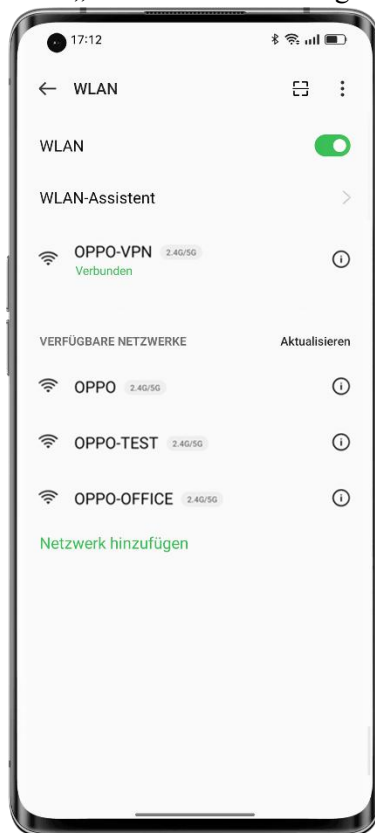 „
17:12
WLAN
WLAN
WLAN-Assistent
OPPO-VPN 2.4G/5G
Verbunden
VERFÜGBARE NETZWERKE Aktualisieren
OPPO 2.4G/5G
OPPO-TEST 2.4G/5G
OPPO-OFFICE 2.4G/5G
Netzwerk hinzufügen